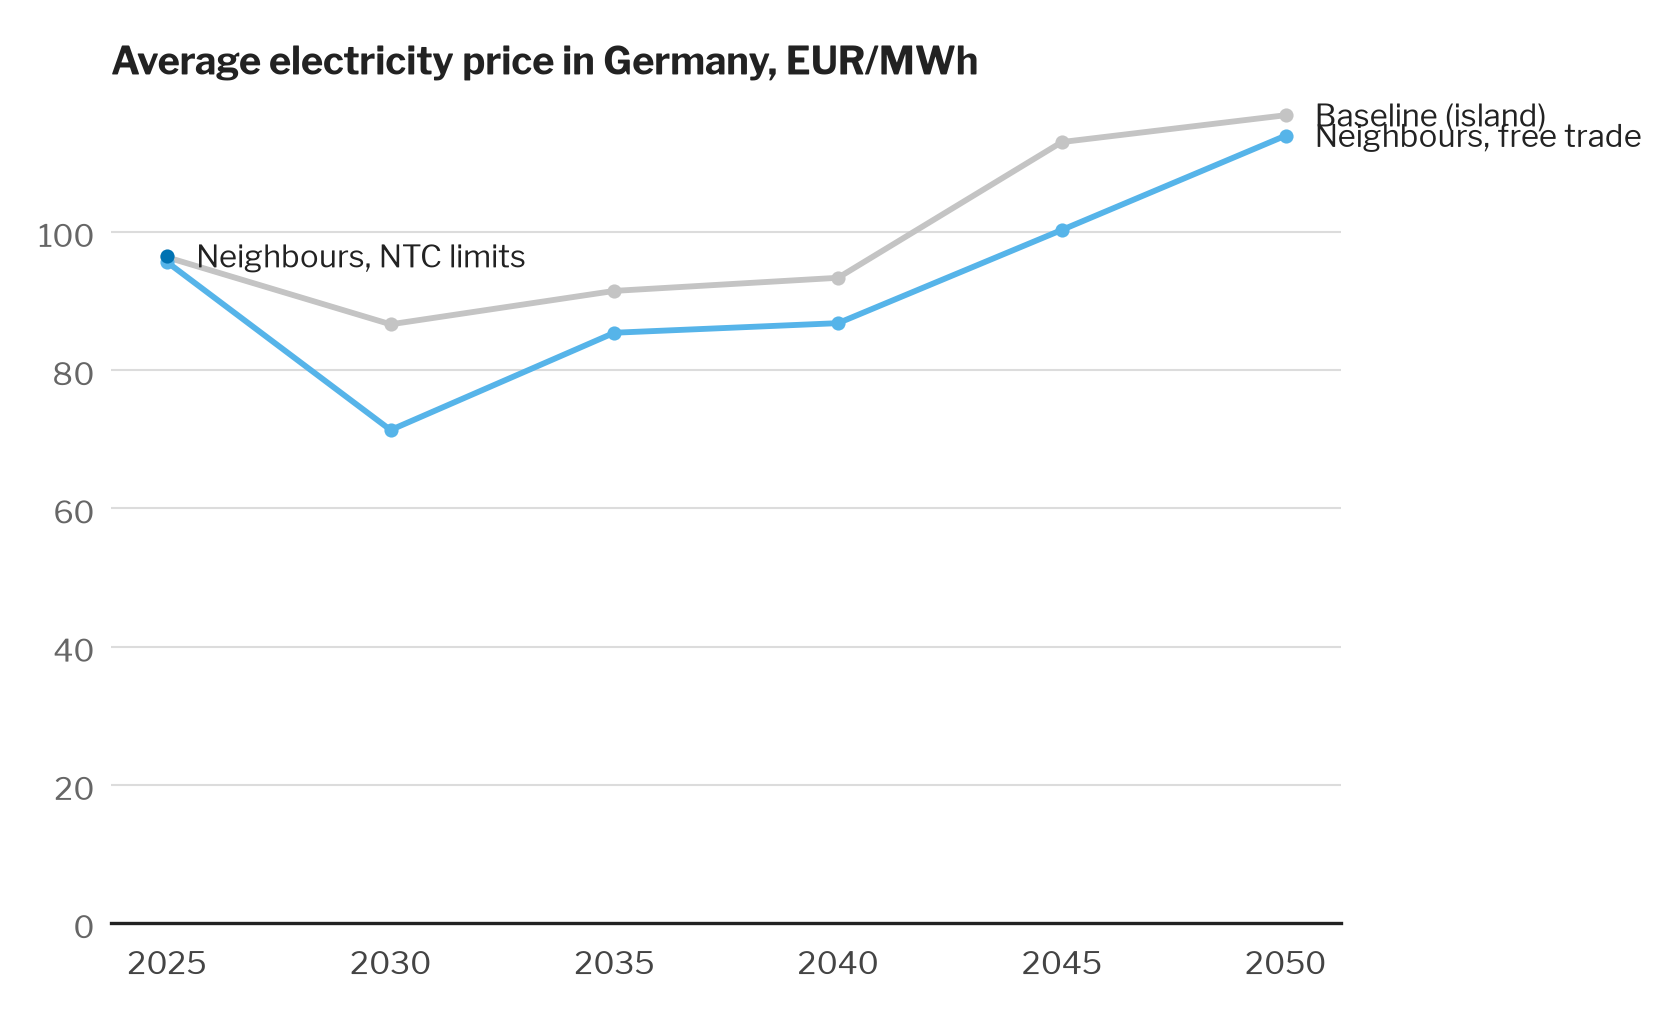 Average electricity price in Germany, EUR/MWh
Baseline (island)
Neighbours, free trade
100
Neighbours, NTC limits
80
60
40
20
0
2025 2030 2035 2040 2045 2050